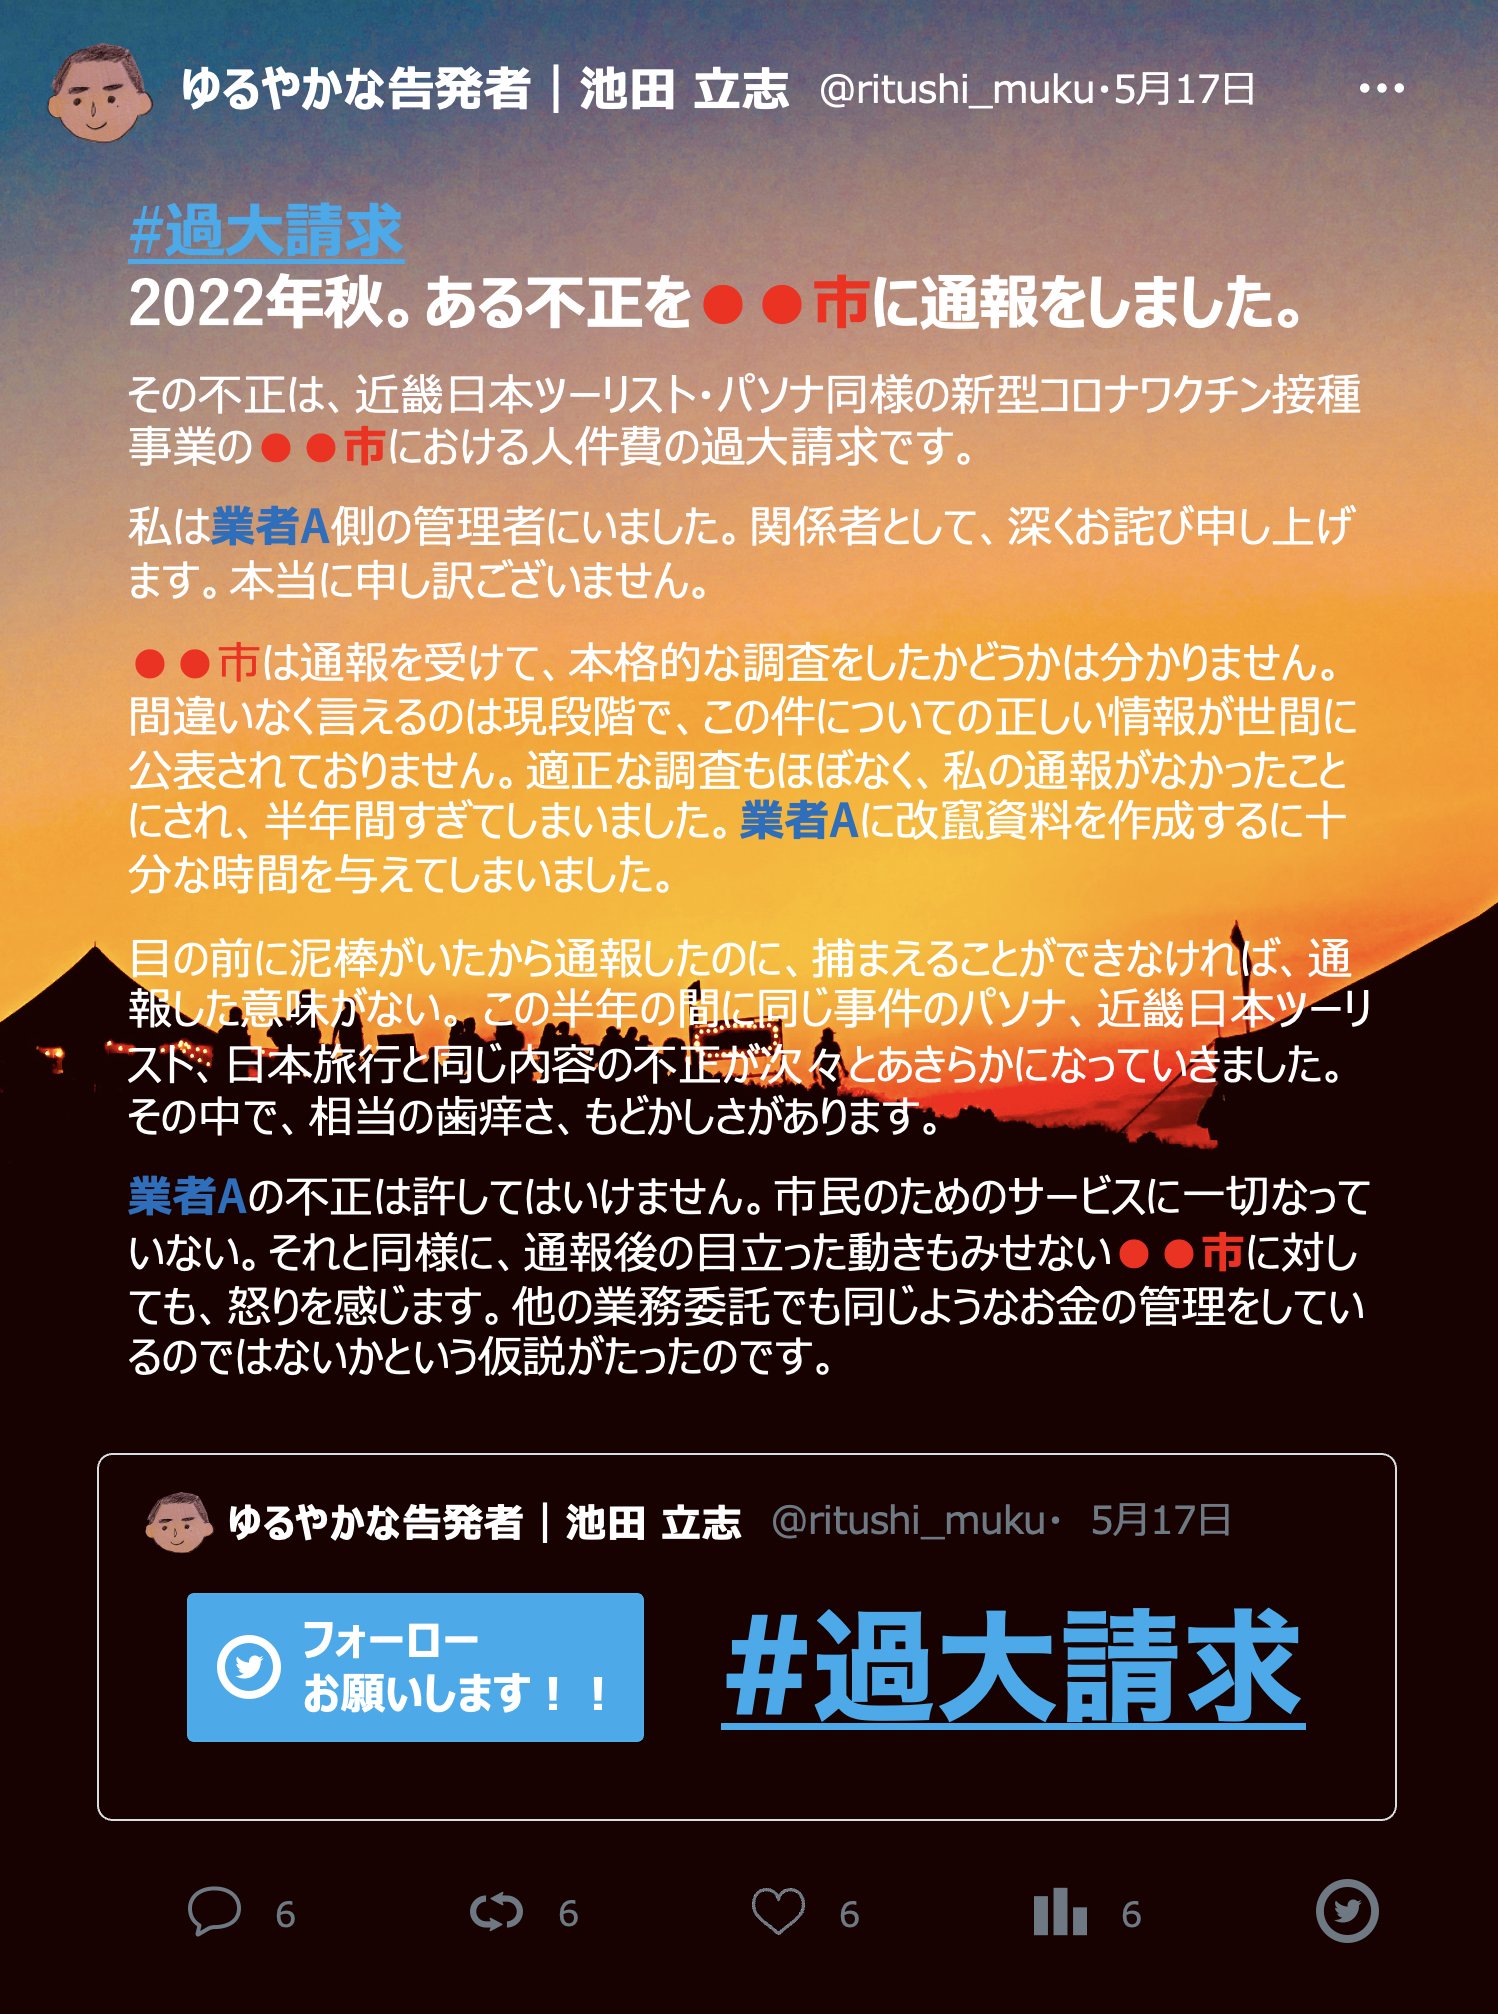 ゆるやかな告発者｜池田 立志 @ritushi_muku・5月17日 …
#過大請求
2022年秋。ある不正を●●市に通報をしました。
その不正は、近畿日本ツーリスト・パソナ同様の新型コロナワクチン接種
事業の●●市における人件費の過大請求です。
私は業者A側の管理者にいました。関係者として、深くお詫び申し上げ
ます。本当に申し訳ございません。
●●市は通報を受けて、本格的な調査をしたかどうかは分かりません。
間違いなく言えるのは現段階で、この件についての正しい情報が世間に
公表されておりません。適正な調査もほぼなく、私の通報がなかったこと
にされ、半年間すぎてしまいました。業者Aに改竄資料を作成するに十
分な時間を与えてしまいました。
目の前に泥棒がいたから通報したのに、捕まえることができなければ、通
報した意味がない。この半年の間に同じ事件のパソナ、近畿日本ツーリ
スト、日本旅行と同じ内容の不正が次々とあきらかになっていきました。
その中で、相当の歯痒さ、もどかしさがあります。
業者Aの不正は許してはいけません。市民のためのサービスに一切なって
いない。それと同様に、通報後の目立った動きもみせない●●市に対し
ても、怒りを感じます。他の業務委託でも同じようなお金の管理をしてい
るのではないかという仮説がたったのです。
ゆるやかな告発者｜池田 立志 @ritushi_muku・ 5月17日
フォーロー
お願いします！！
#過大請求
6 6 6 6